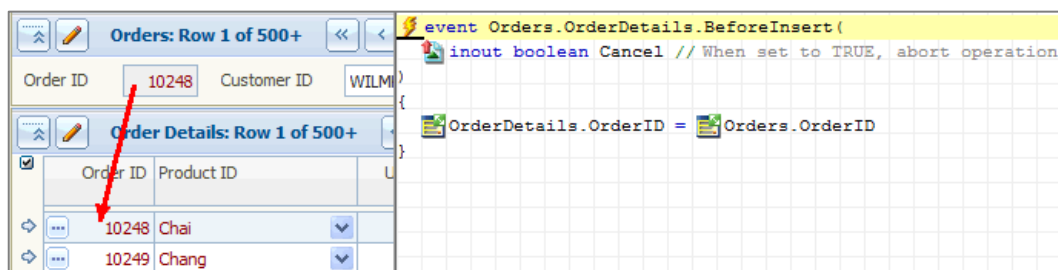 Orders: Row 1 of 500+
Order ID 10248 Customer ID
Order Details: Row 1 of 500+
Order ID Product ID
10248 Chai
10249 Chang
event Orders.OrderDetails.BeforeInsert(
inout boolean Cancel // When set to TRUE, abort operation
)
{
OrderDetails.OrderID = Orders.OrderID
}